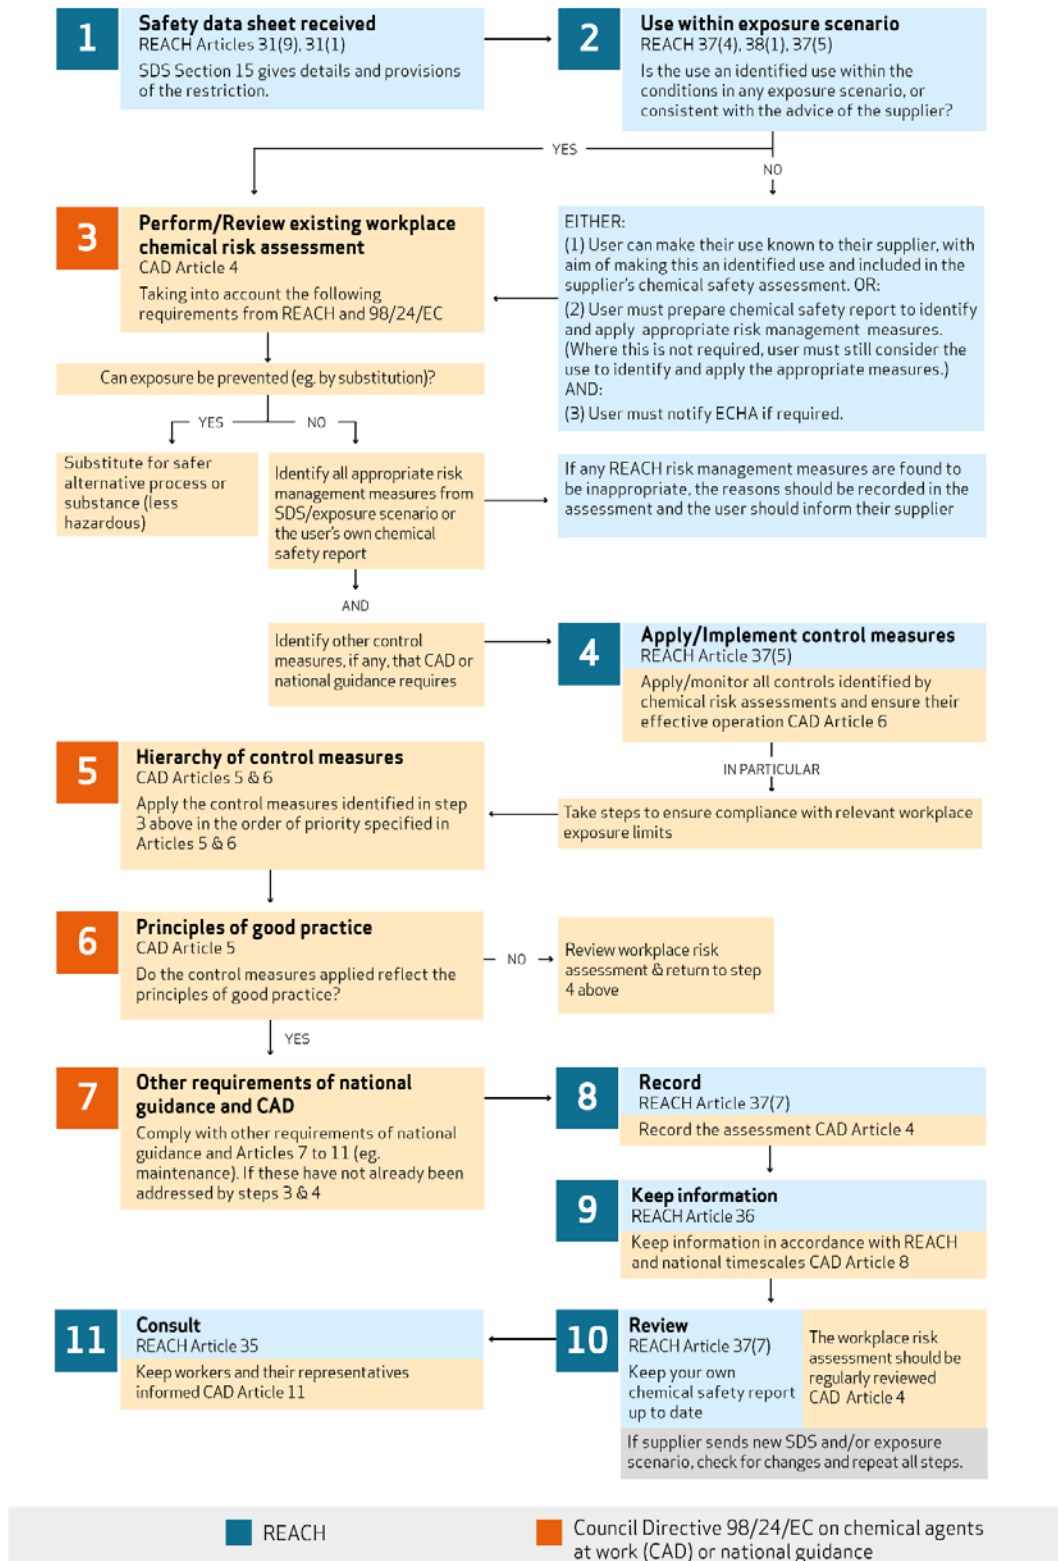 1
Safety data sheet received
REACH Articles 31(9), 31(1)
SDS Section 15 gives details and provisions
of the restriction.
2
Use within exposure scenario
REACH 37(4), 38(1), 37(5)
Is the use an identified use within the
conditions in any exposure scenario, or
consistent with the advice of the supplier?
YES
NO
3
Perform/Review existing workplace
chemical risk assessment
CAD Article 4
Taking into account the following
requirements from REACH and 98/24/EC
EITHER:
(1) User can make their use known to their supplier, with
aim of making this an identified use and included in the
supplier's chemical safety assessment. OR:
(2) User must prepare chemical safety report to identify
and apply appropriate risk management measures.
(Where this is not required, user must still consider the
use to identify and apply the appropriate measures.)
AND:
(3) User must notify ECHA if required.
Can exposure be prevented (eg. by substitution)?
YES
NO
Substitute for safer
alternative process or
substance (less
hazardous)
Identify all appropriate risk
management measures from
SDS/exposure scenario or
the user's own chemical
safety report
If any REACH risk management measures are found to
be inappropriate, the reasons should be recorded in the
assessment and the user should inform their supplier
AND
Identify other control
measures, if any, that CAD or
national guidance requires
4
Apply/Implement control measures
REACH Article 37(5)
Apply/monitor all controls identified by
chemical risk assessments and ensure their
effective operation CAD Article 6
IN PARTICULAR
Take steps to ensure compliance with relevant workplace
exposure limits
5
Hierarchy of control measures
CAD Articles 5 & 6
Apply the control measures identified in step
3 above in the order of priority specified in
Articles 5 & 6
6
Principles of good practice
CAD Article 5
Do the control measures applied reflect the
principles of good practice?
NO
Review workplace risk
assessment & return to step
4 above
YES
7
Other requirements of national
guidance and CAD
Comply with other requirements of national
guidance and Articles 7 to 11 (eg.
maintenance). If these have not already been
addressed by steps 3 & 4
8
Record
REACH Article 37(7)
Record the assessment CAD Article 4
9
Keep information
REACH Article 36
Keep information in accordance with REACH
and national timescales CAD Article 8
10
Review
REACH Article 37(7)
Keep your own
chemical safety report
up to date
The workplace risk
assessment should be
regularly reviewed
CAD Article 4
If supplier sends new SDS and/or exposure
scenario, check for changes and repeat all steps.
11
Consult
REACH Article 35
Keep workers and their representatives
informed CAD Article 11
REACH
Council Directive 98/24/EC on chemical agents
at work (CAD) or national guidance